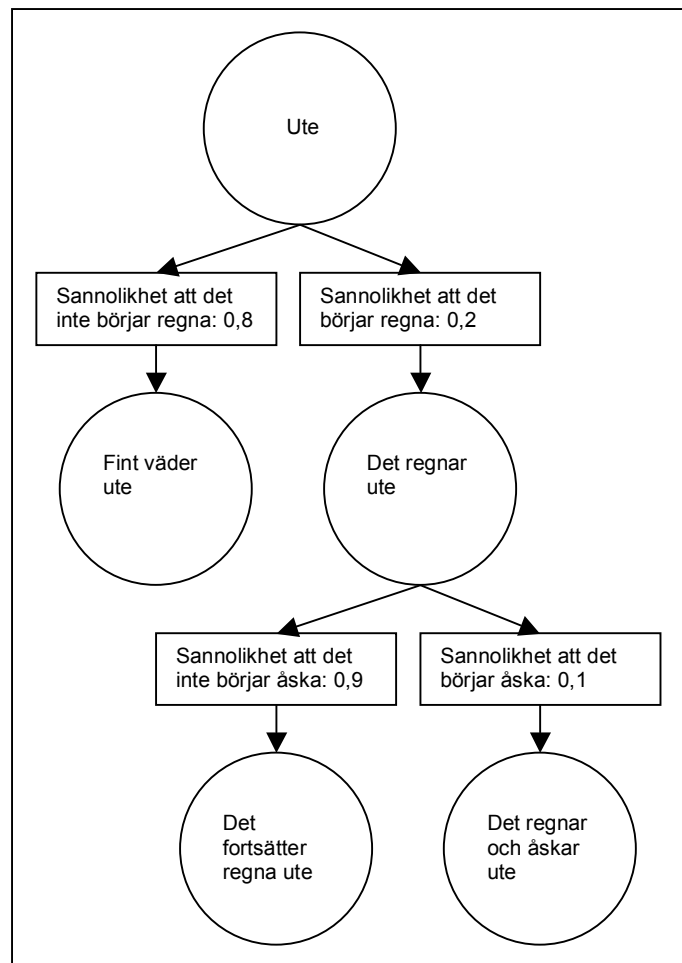 Ute
Sannolikhet att det
inte börjar regna: 0,8
Sannolikhet att det
börjar regna: 0,2
Fint väder
ute
Det regnar
ute
Sannolikhet att det
inte börjar åska: 0,9
Sannolikhet att det
börjar åska: 0,1
Det
fortsätter
regna ute
Det regnar
och åskar
ute